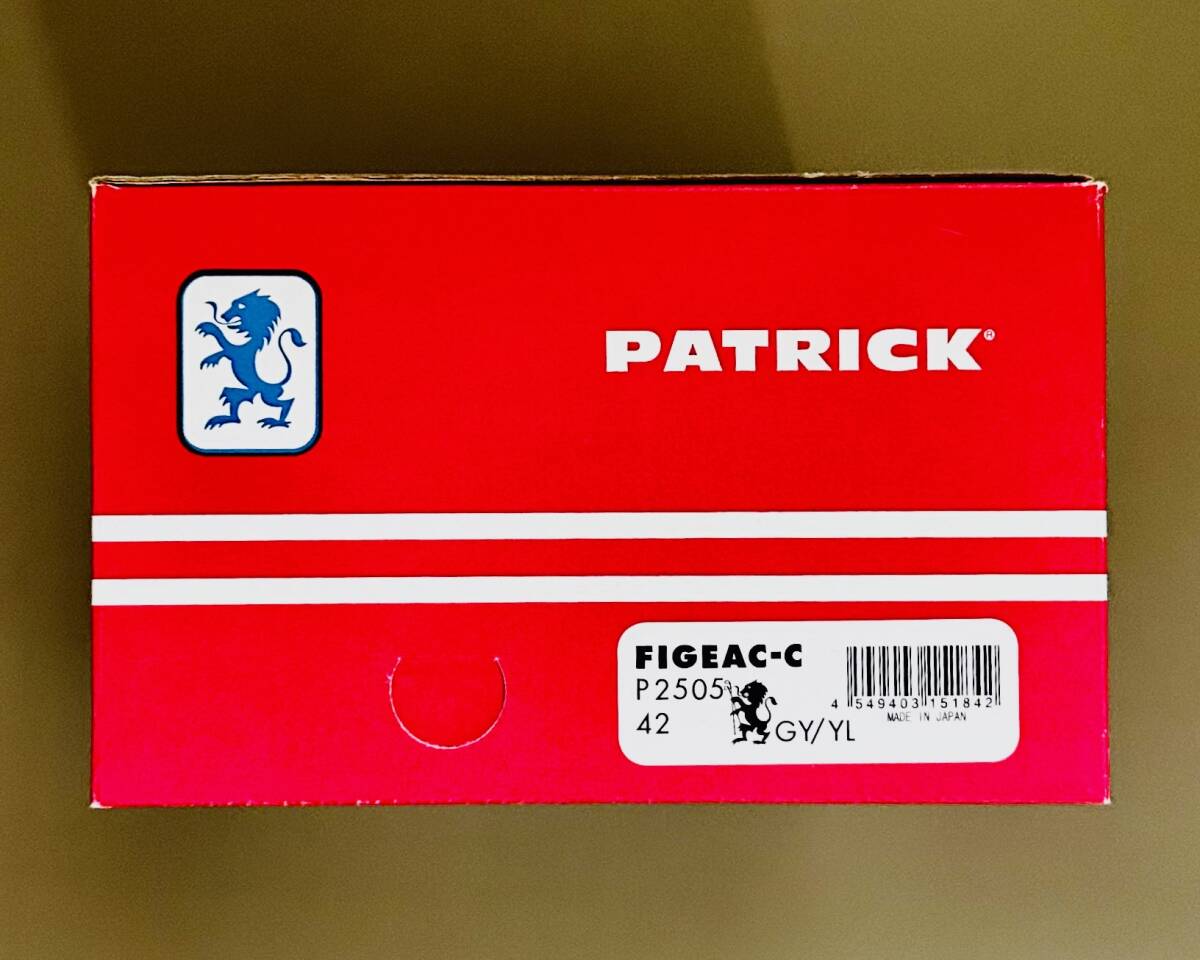 PATRICK®
FIGEAC-C
P2505
42
GY/YL
4 549403 151842
MADE IN JAPAN